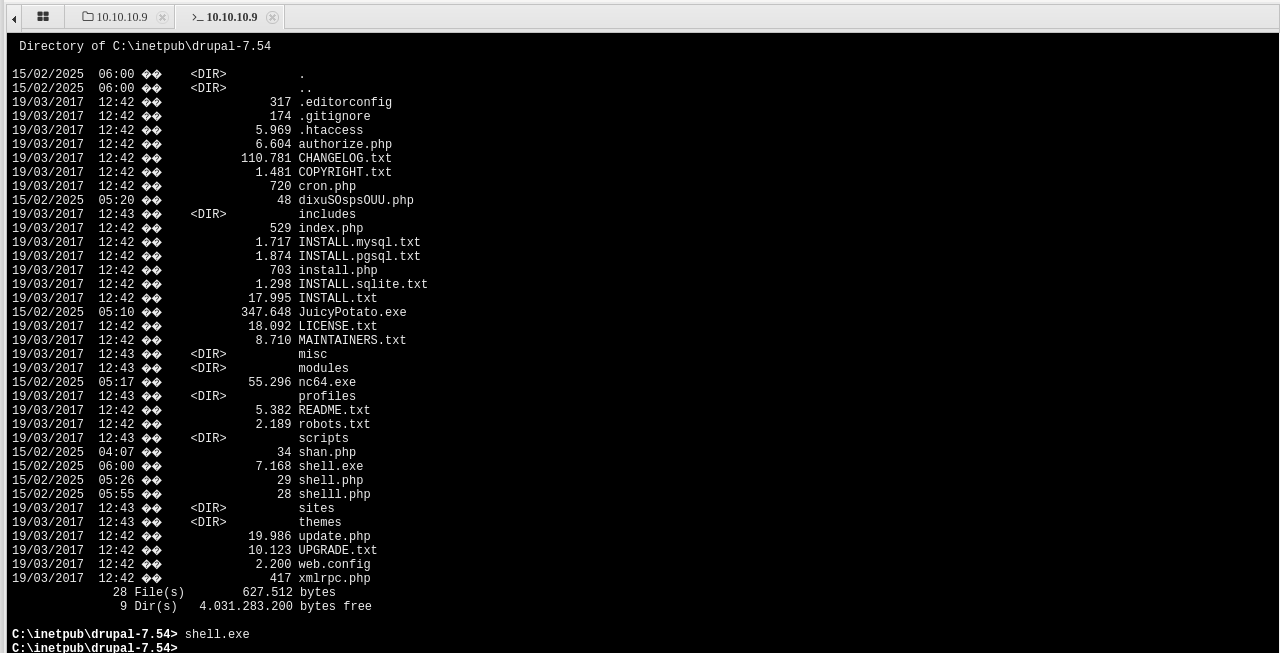 10.10.10.9 >_ 10.10.10.9
Directory of C:\inetpub\drupal-7.54
15/02/2025 06:00 �� <DIR> .
15/02/2025 06:00 �� <DIR> ..
19/03/2017 12:42 �� 317 .editorconfig
19/03/2017 12:42 �� 174 .gitignore
19/03/2017 12:42 �� 5.969 .htaccess
19/03/2017 12:42 �� 6.604 authorize.php
19/03/2017 12:42 �� 110.781 CHANGELOG.txt
19/03/2017 12:42 �� 1.481 COPYRIGHT.txt
19/03/2017 12:42 �� 720 cron.php
15/02/2025 05:20 �� 48 dixuSOspsOUU.php
19/03/2017 12:43 �� <DIR> includes
19/03/2017 12:42 �� 529 index.php
19/03/2017 12:42 �� 1.717 INSTALL.mysql.txt
19/03/2017 12:42 �� 1.874 INSTALL.pgsql.txt
19/03/2017 12:42 �� 703 install.php
19/03/2017 12:42 �� 1.298 INSTALL.sqlite.txt
19/03/2017 12:42 �� 17.995 INSTALL.txt
15/02/2025 05:10 �� 347.648 JuicyPotato.exe
19/03/2017 12:42 �� 18.092 LICENSE.txt
19/03/2017 12:42 �� 8.710 MAINTAINERS.txt
19/03/2017 12:43 �� <DIR> misc
19/03/2017 12:43 �� <DIR> modules
15/02/2025 05:17 �� 55.296 nc64.exe
19/03/2017 12:43 �� <DIR> profiles
19/03/2017 12:42 �� 5.382 README.txt
19/03/2017 12:42 �� 2.189 robots.txt
19/03/2017 12:43 �� <DIR> scripts
15/02/2025 04:07 �� 34 shan.php
15/02/2025 06:00 �� 7.168 shell.exe
15/02/2025 05:26 �� 29 shell.php
15/02/2025 05:55 �� 28 shelll.php
19/03/2017 12:43 �� <DIR> sites
19/03/2017 12:43 �� <DIR> themes
19/03/2017 12:42 �� 19.986 update.php
19/03/2017 12:42 �� 10.123 UPGRADE.txt
19/03/2017 12:42 �� 2.200 web.config
19/03/2017 12:42 �� 417 xmlrpc.php
28 File(s) 627.512 bytes
9 Dir(s) 4.031.283.200 bytes free
C:\inetpub\drupal-7.54> shell.exe
C:\inetpub\drupal-7.54>